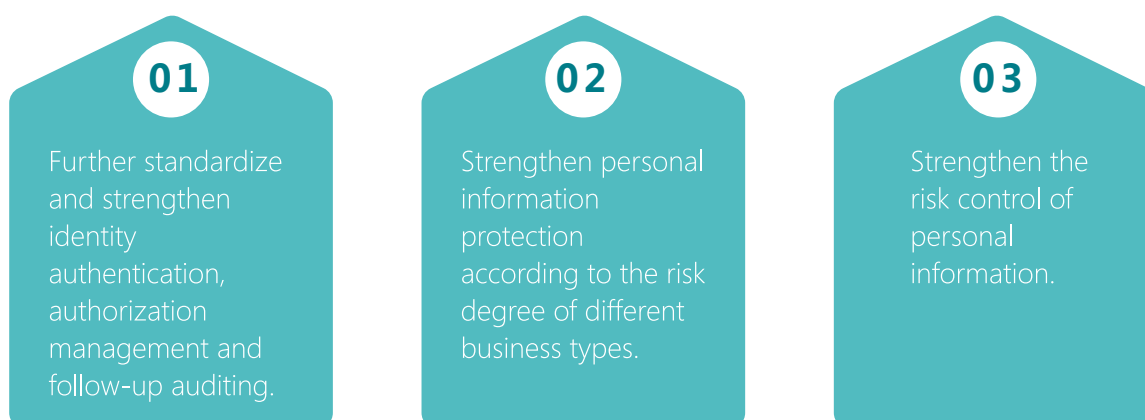 01
Further standardize
and strengthen
identity
authentication,
authorization
management and
follow-up auditing.
02
Strengthen personal
information
protection
according to the risk
degree of different
business types.
03
Strengthen the
risk control of
personal
information.